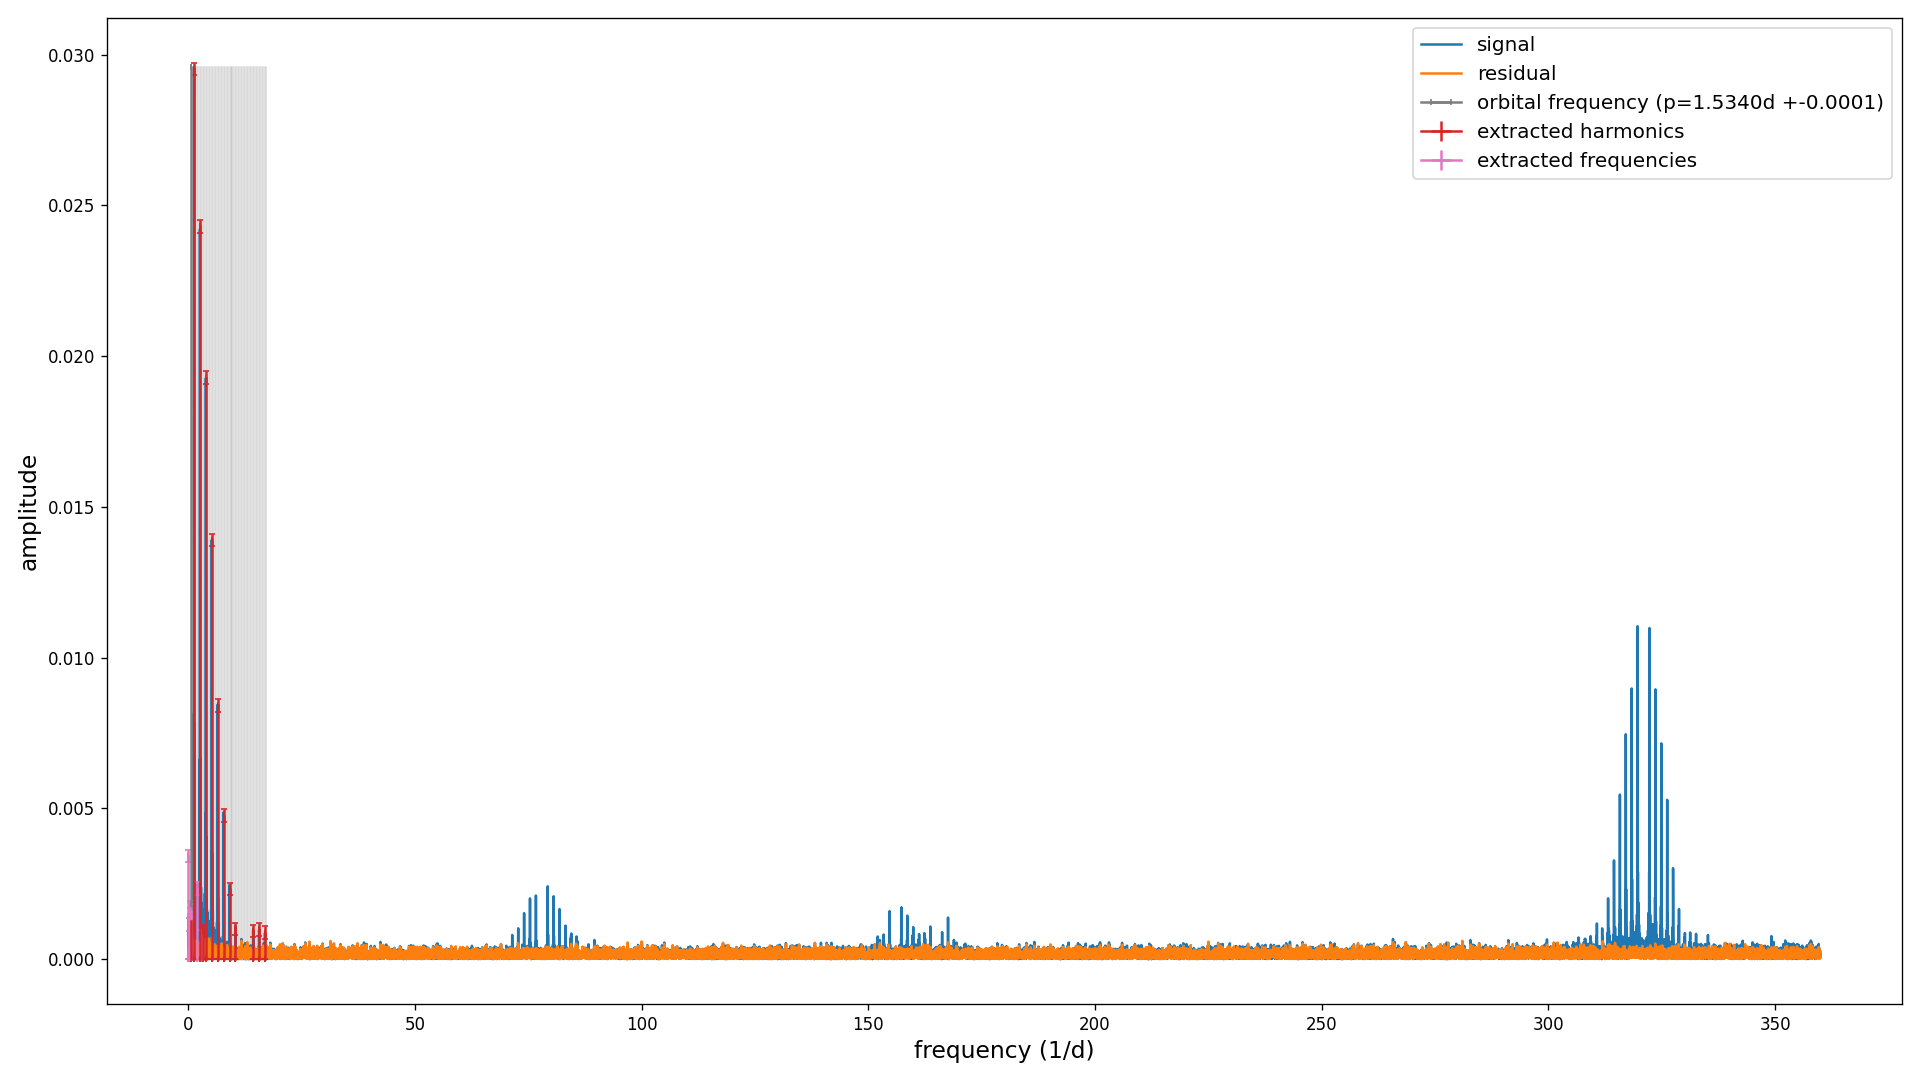 signal
residual
orbital frequency (p=1.5340d +-0.0001)
extracted harmonics
extracted frequencies
amplitude
0.030
0.025
0.020
0.015
0.010
0.005
0.000
0 50 100 150 200 250 300 350
frequency (1/d)